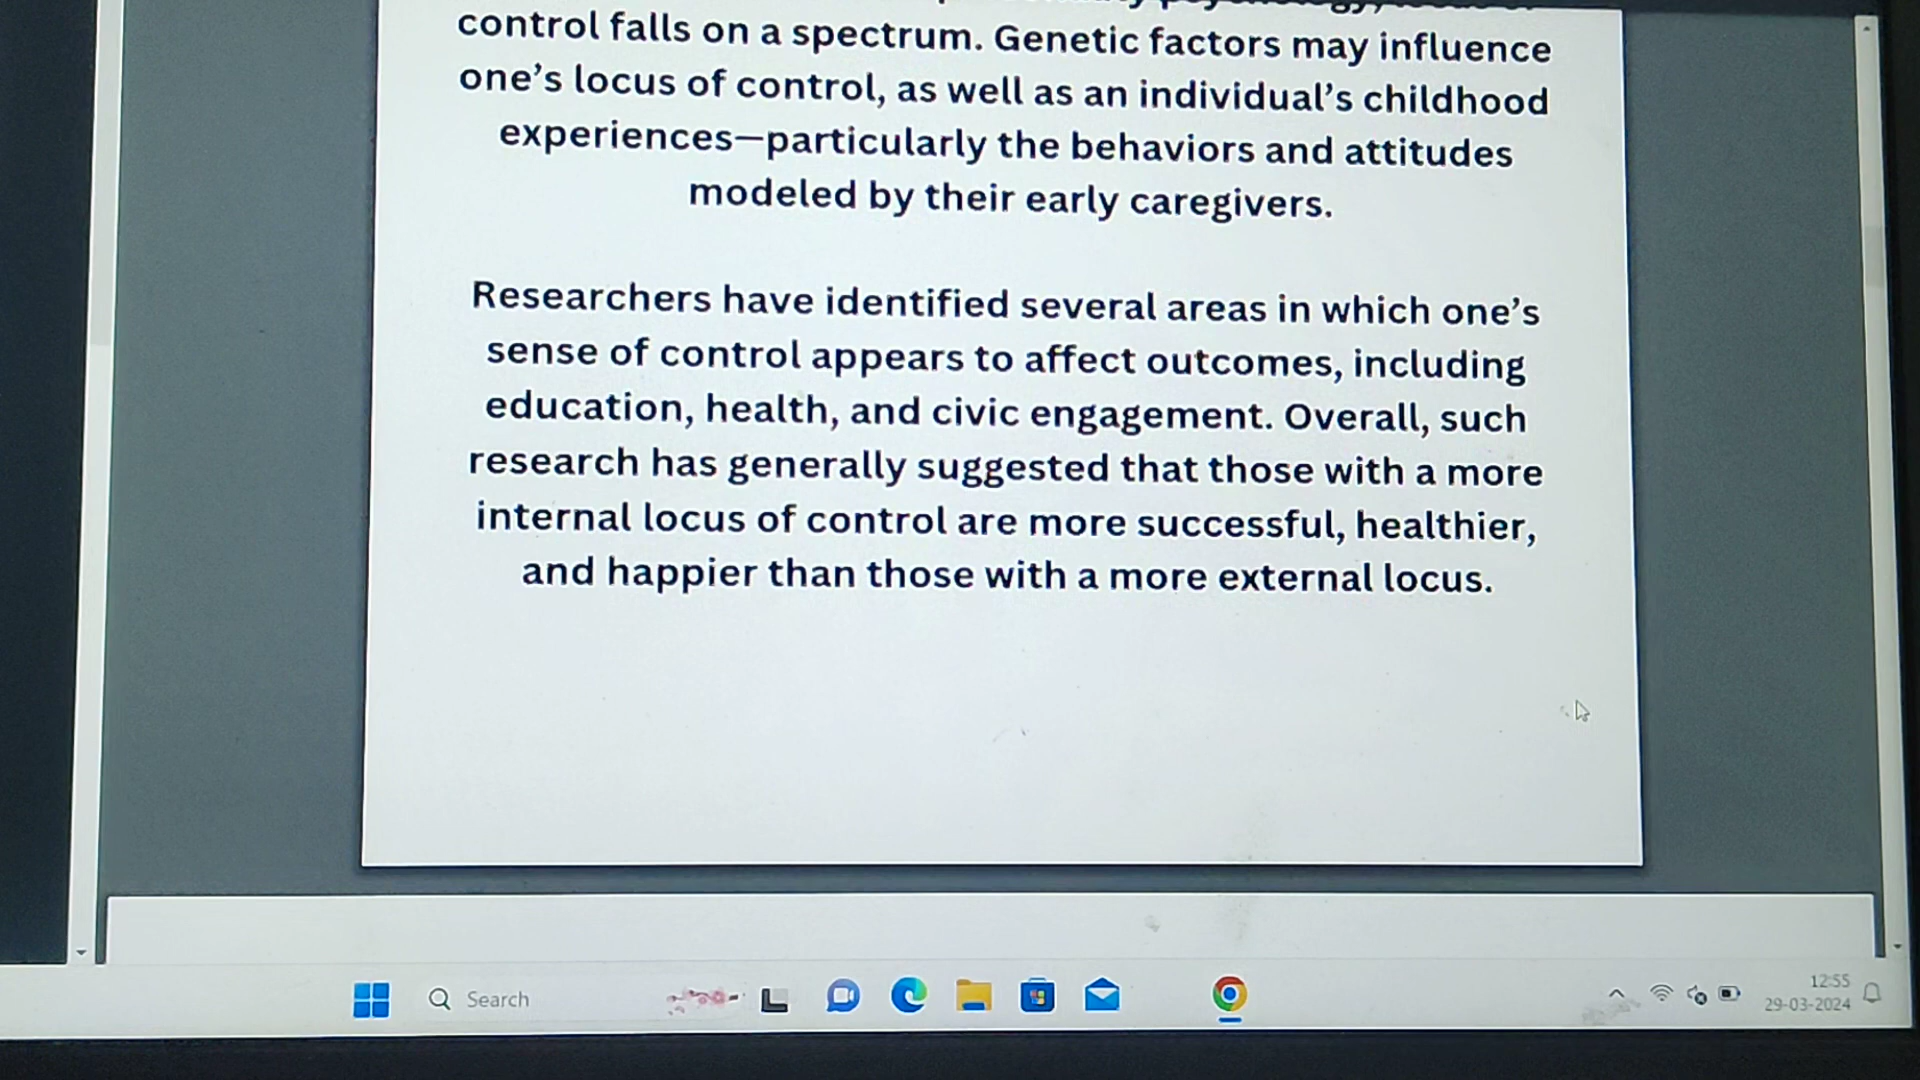 control falls on a spectrum. Genetic factors may influence
one's locus of control, as well as an individual's childhood
experiences—particularly the behaviors and attitudes
modeled by their early caregivers.
Researchers have identified several areas in which one's
sense of control appears to affect outcomes, including
education, health, and civic engagement. Overall, such
research has generally suggested that those with a more
internal locus of control are more successful, healthier,
and happier than those with a more external locus.
Search
12:55
29-03-2024